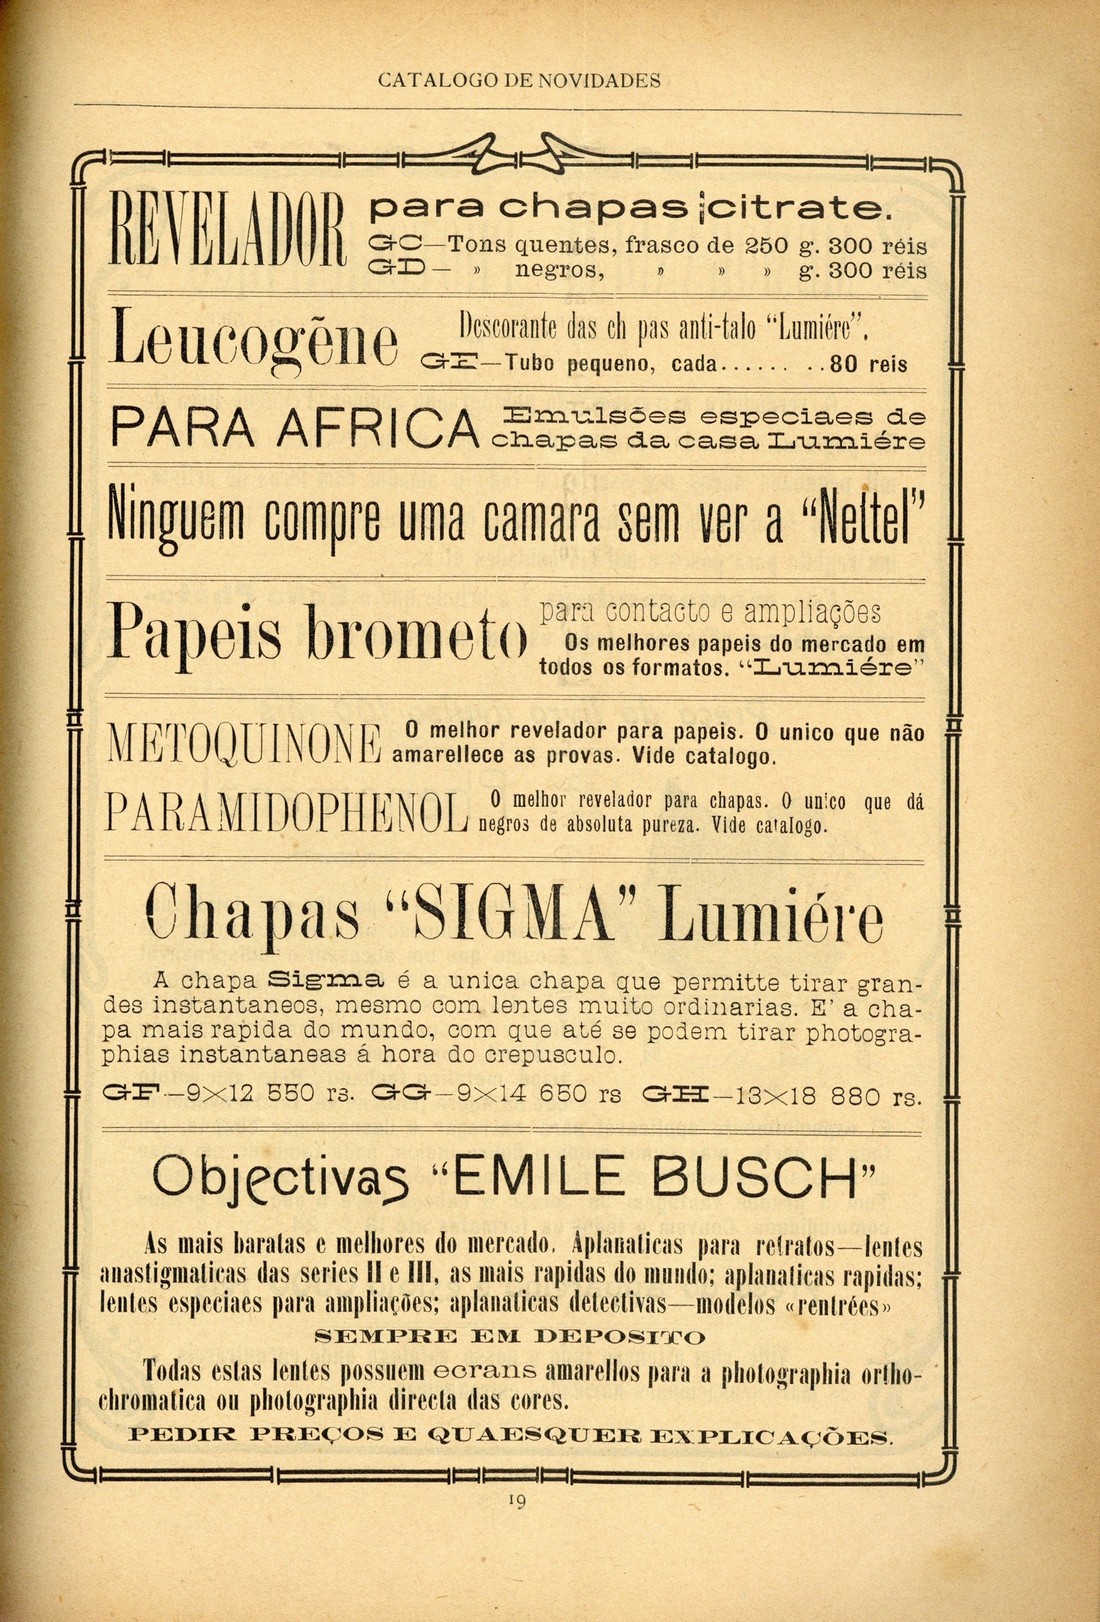 CATALOGO DE NOVIDADES
REVELADOR para chapas citrate.
GC—Tons quentes, frasco de 250 g. 300 réis
GD— » negros, » » » g. 300 réis
Leucogêne Descorante das ch pas anti-talo “Lumiére”.
GE—Tubo pequeno, cada...... ..80 reis
PARA AFRICA Emulsões especiaes de
chapas da casa Lumiére
Ninguem compre uma camara sem ver a “Nettel”
Papeis brometo para contacto e ampliações
Os melhores papeis do mercado em
todos os formatos. “Lumiére”
METOQUINONE O melhor revelador para papeis. O unico que não
amarellece as provas. Vide catalogo.
PARAMIDOPHENOL O melhor revelador para chapas. O unico que dá
negros de absoluta pureza. Vide catalogo.
Chapas “SIGMA” Lumiére
A chapa Sigma é a unica chapa que permitte tirar gran-
des instantaneos, mesmo com lentes muito ordinarias. E’ a cha-
pa mais rapida do mundo, com que até se podem tirar photogra-
phias instantaneas á hora do crepusculo.
GF—9×12 550 rs. GG—9×14 650 rs GH—13×18 880 rs.
Objectivas “EMILE BUSCH”
As mais baratas e melhores do mercado. Aplanaticas para retratos—lentes
anastigmaticas das series II e III, as mais rapidas do mundo; aplanaticas rapidas;
lentes especiaes para ampliações; aplanaticas detectivas—modelos «rentrées»
SEMPRE EM DEPOSITO
Todas estas lentes possuem ecrans amarellos para a photographia ortho-
chromatica ou photographia directa das cores.
PEDIR PREÇOS E QUAESQUER EXPLICAÇÕES.
19